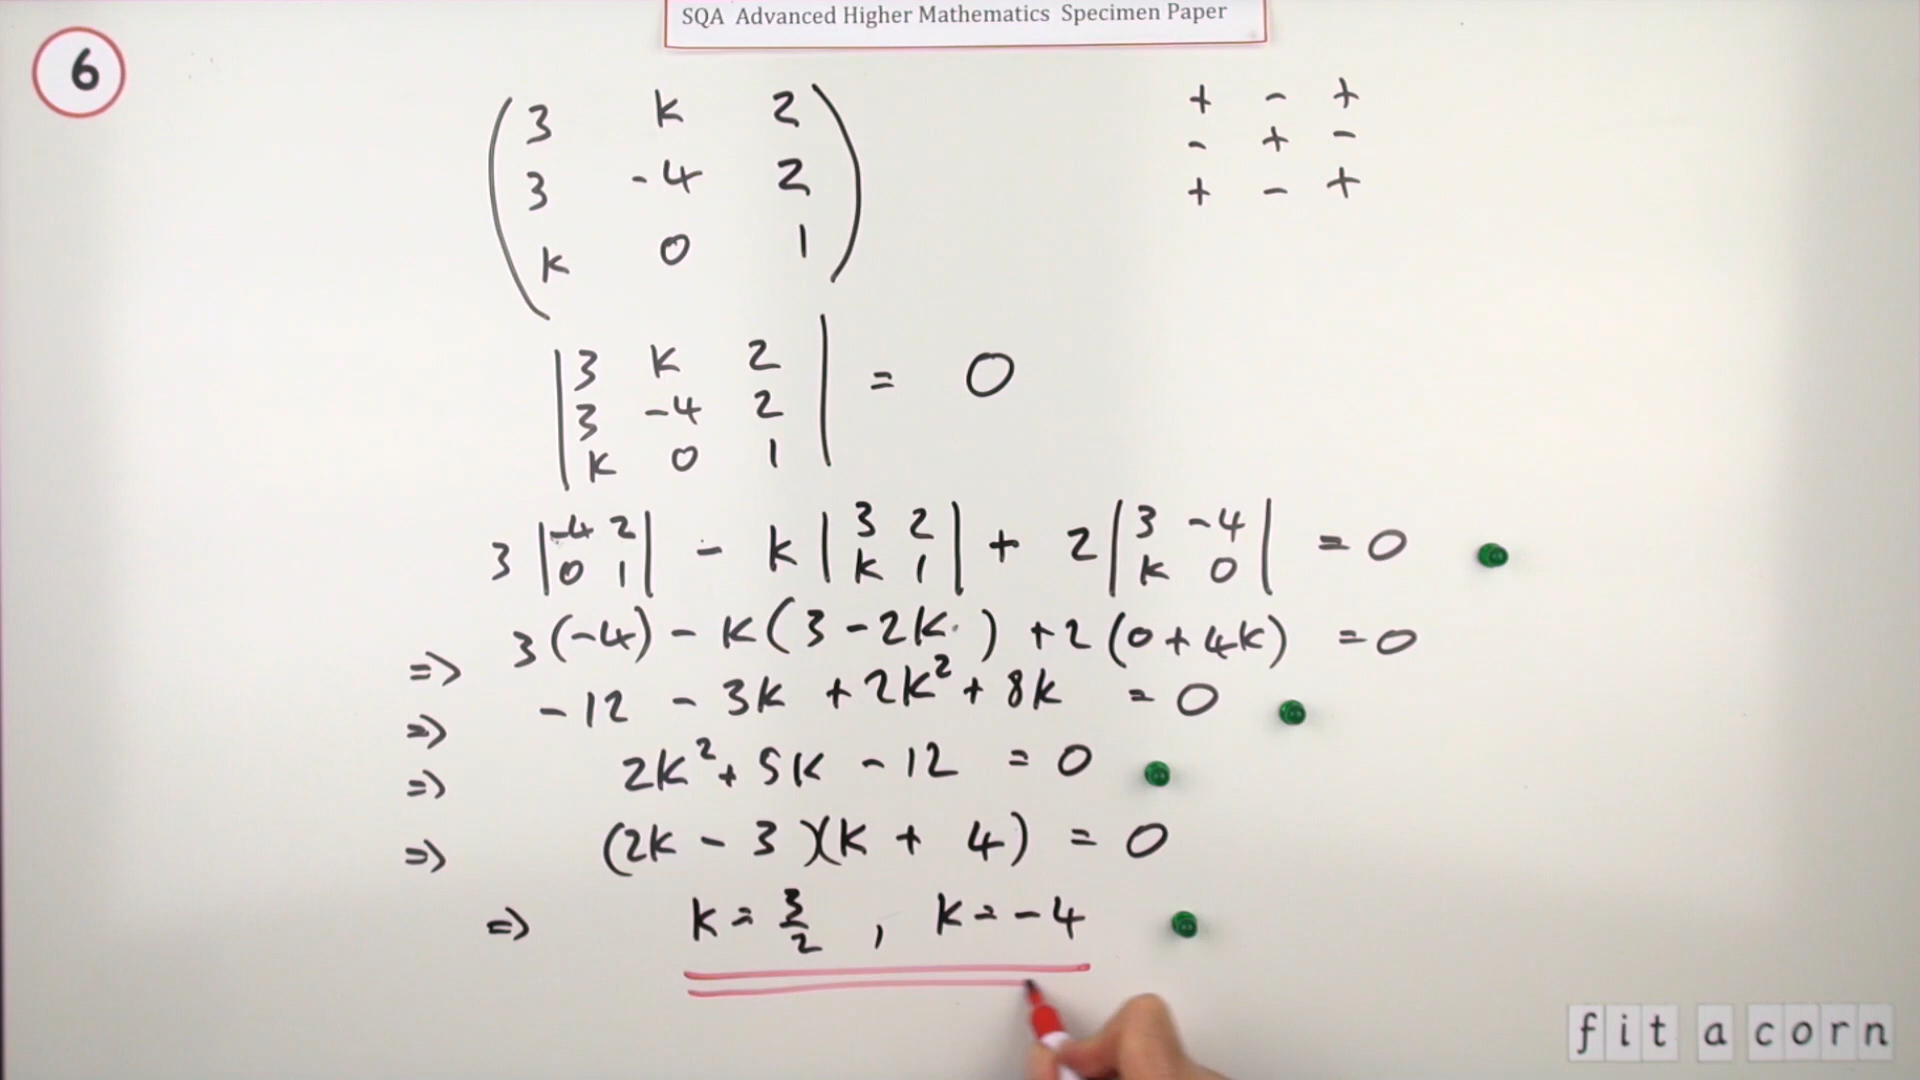 SQA Advanced Higher Mathematics Specimen Paper
6
3 k 2
3 -4 2
k 0 1
+ - +
- + -
+ - +
|3 k 2|
|3 -4 2| = 0
|k 0 1|
3 |-4 2| - k |3 2| + 2 |3 -4| = 0
|0 1| |k 1| |k 0|
=> 3(-4) - k(3 - 2k) + 2(0 + 4k) = 0
=> -12 - 3k + 2k² + 8k = 0
=> 2k² + 5k - 12 = 0
=> (2k - 3)(k + 4) = 0
=> k = 3/2 , k = -4
fit a corn